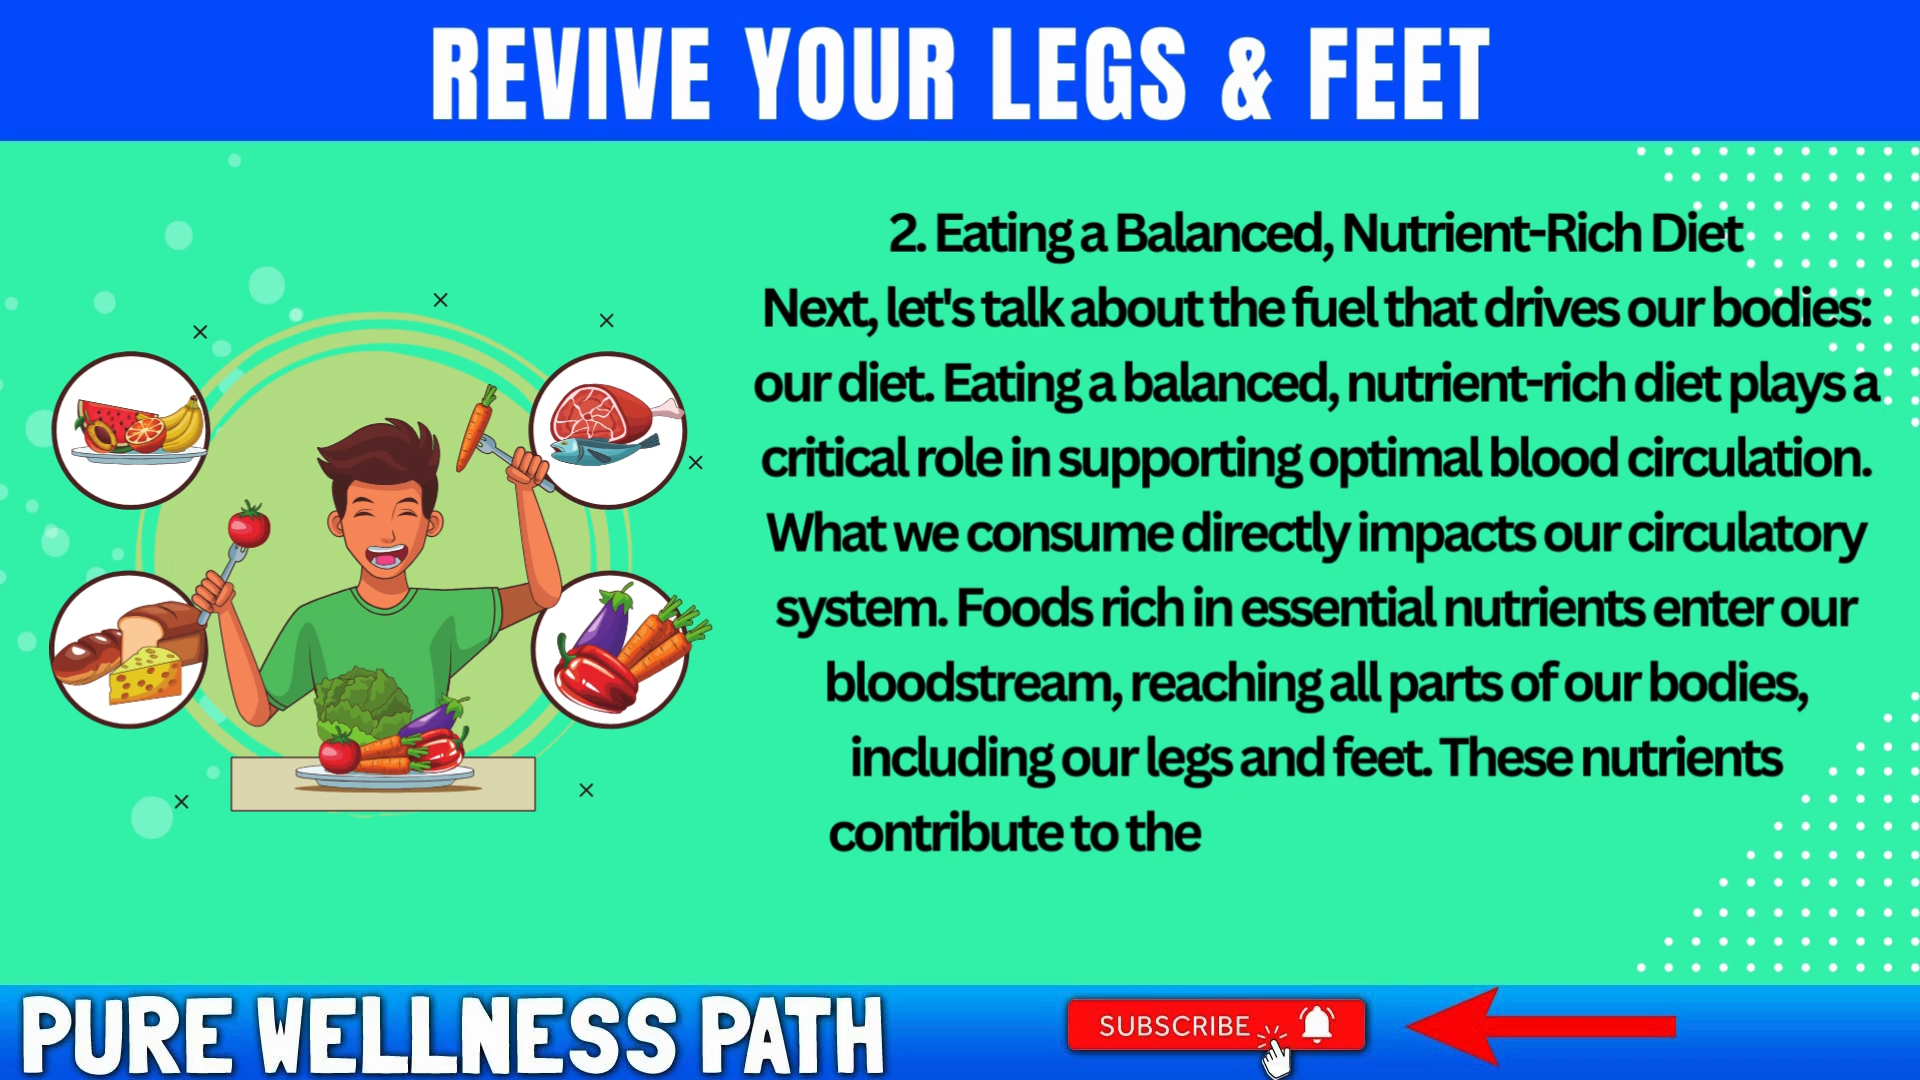 REVIVE YOUR LEGS & FEET
2. Eating a Balanced, Nutrient-Rich Diet
Next, let's talk about the fuel that drives our bodies:
our diet. Eating a balanced, nutrient-rich diet plays a
critical role in supporting optimal blood circulation.
What we consume directly impacts our circulatory
system. Foods rich in essential nutrients enter our
bloodstream, reaching all parts of our bodies,
including our legs and feet. These nutrients
contribute to the
PURE WELLNESS PATH
SUBSCRIBE